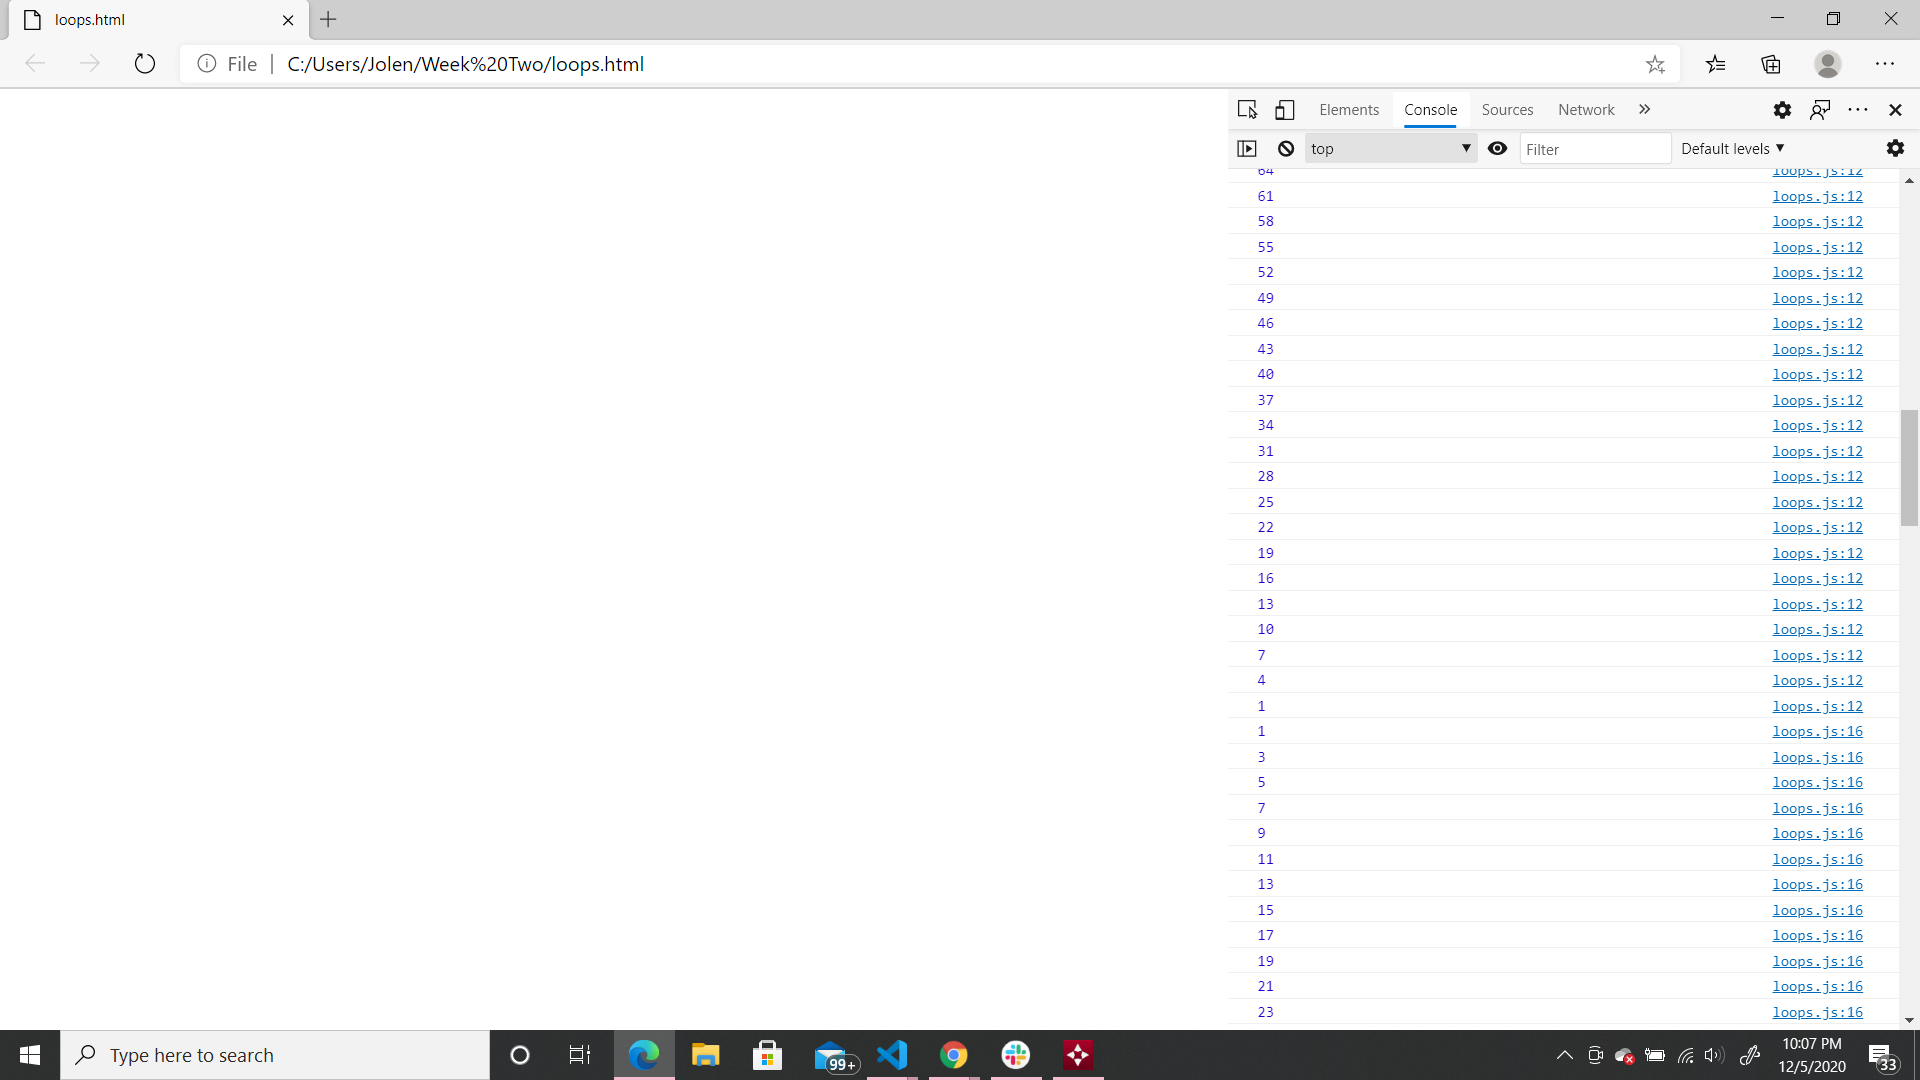 loops.html
File | C:/Users/Jolen/Week%20Two/loops.html
Elements Console Sources Network
top Filter Default levels
64 loops.js:12
61 loops.js:12
58 loops.js:12
55 loops.js:12
52 loops.js:12
49 loops.js:12
46 loops.js:12
43 loops.js:12
40 loops.js:12
37 loops.js:12
34 loops.js:12
31 loops.js:12
28 loops.js:12
25 loops.js:12
22 loops.js:12
19 loops.js:12
16 loops.js:12
13 loops.js:12
10 loops.js:12
7 loops.js:12
4 loops.js:12
1 loops.js:12
1 loops.js:16
3 loops.js:16
5 loops.js:16
7 loops.js:16
9 loops.js:16
11 loops.js:16
13 loops.js:16
15 loops.js:16
17 loops.js:16
19 loops.js:16
21 loops.js:16
23 loops.js:16
Type here to search
99+
10:07 PM
12/5/2020
33